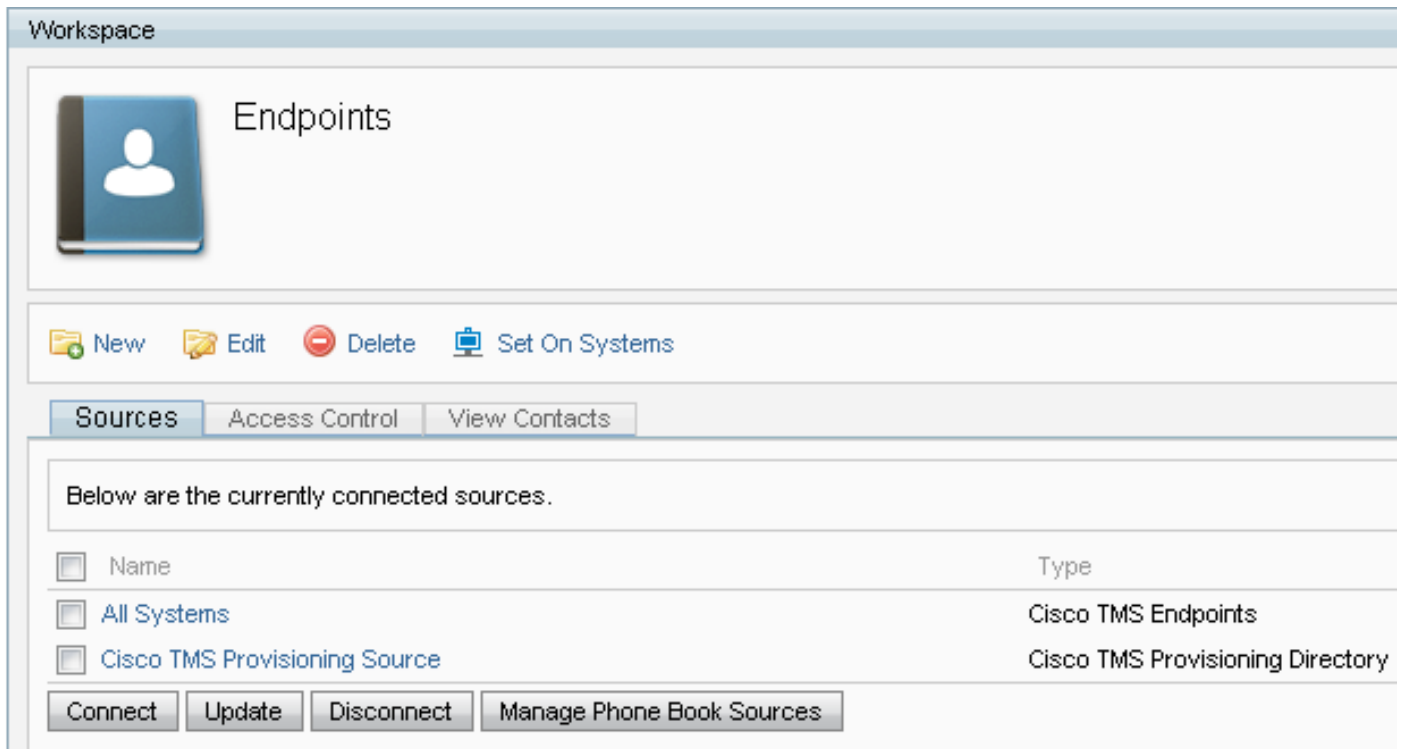 Workspace
Endpoints
New Edit Delete Set On Systems
Sources Access Control View Contacts
Below are the currently connected sources.
Name Type
All Systems Cisco TMS Endpoints
Cisco TMS Provisioning Source Cisco TMS Provisioning Directory
Connect Update Disconnect Manage Phone Book Sources